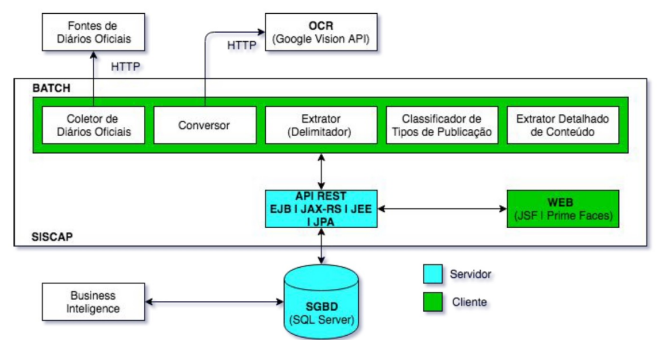 Fontes de
Diários Oficiais
OCR
(Google Vision API)
HTTP
HTTP
BATCH
Coletor de
Diários Oficiais
Conversor
Extrator
(Delimitador)
Classificador de
Tipos de Publicação
Extrator Detalhado
de Conteúdo
API REST
EJB I JAX-RS I JEE
I JPA
WEB
(JSF I Prime Faces)
SISCAP
Business
Inteligence
SGBD
(SQL Server)
Servidor
Cliente